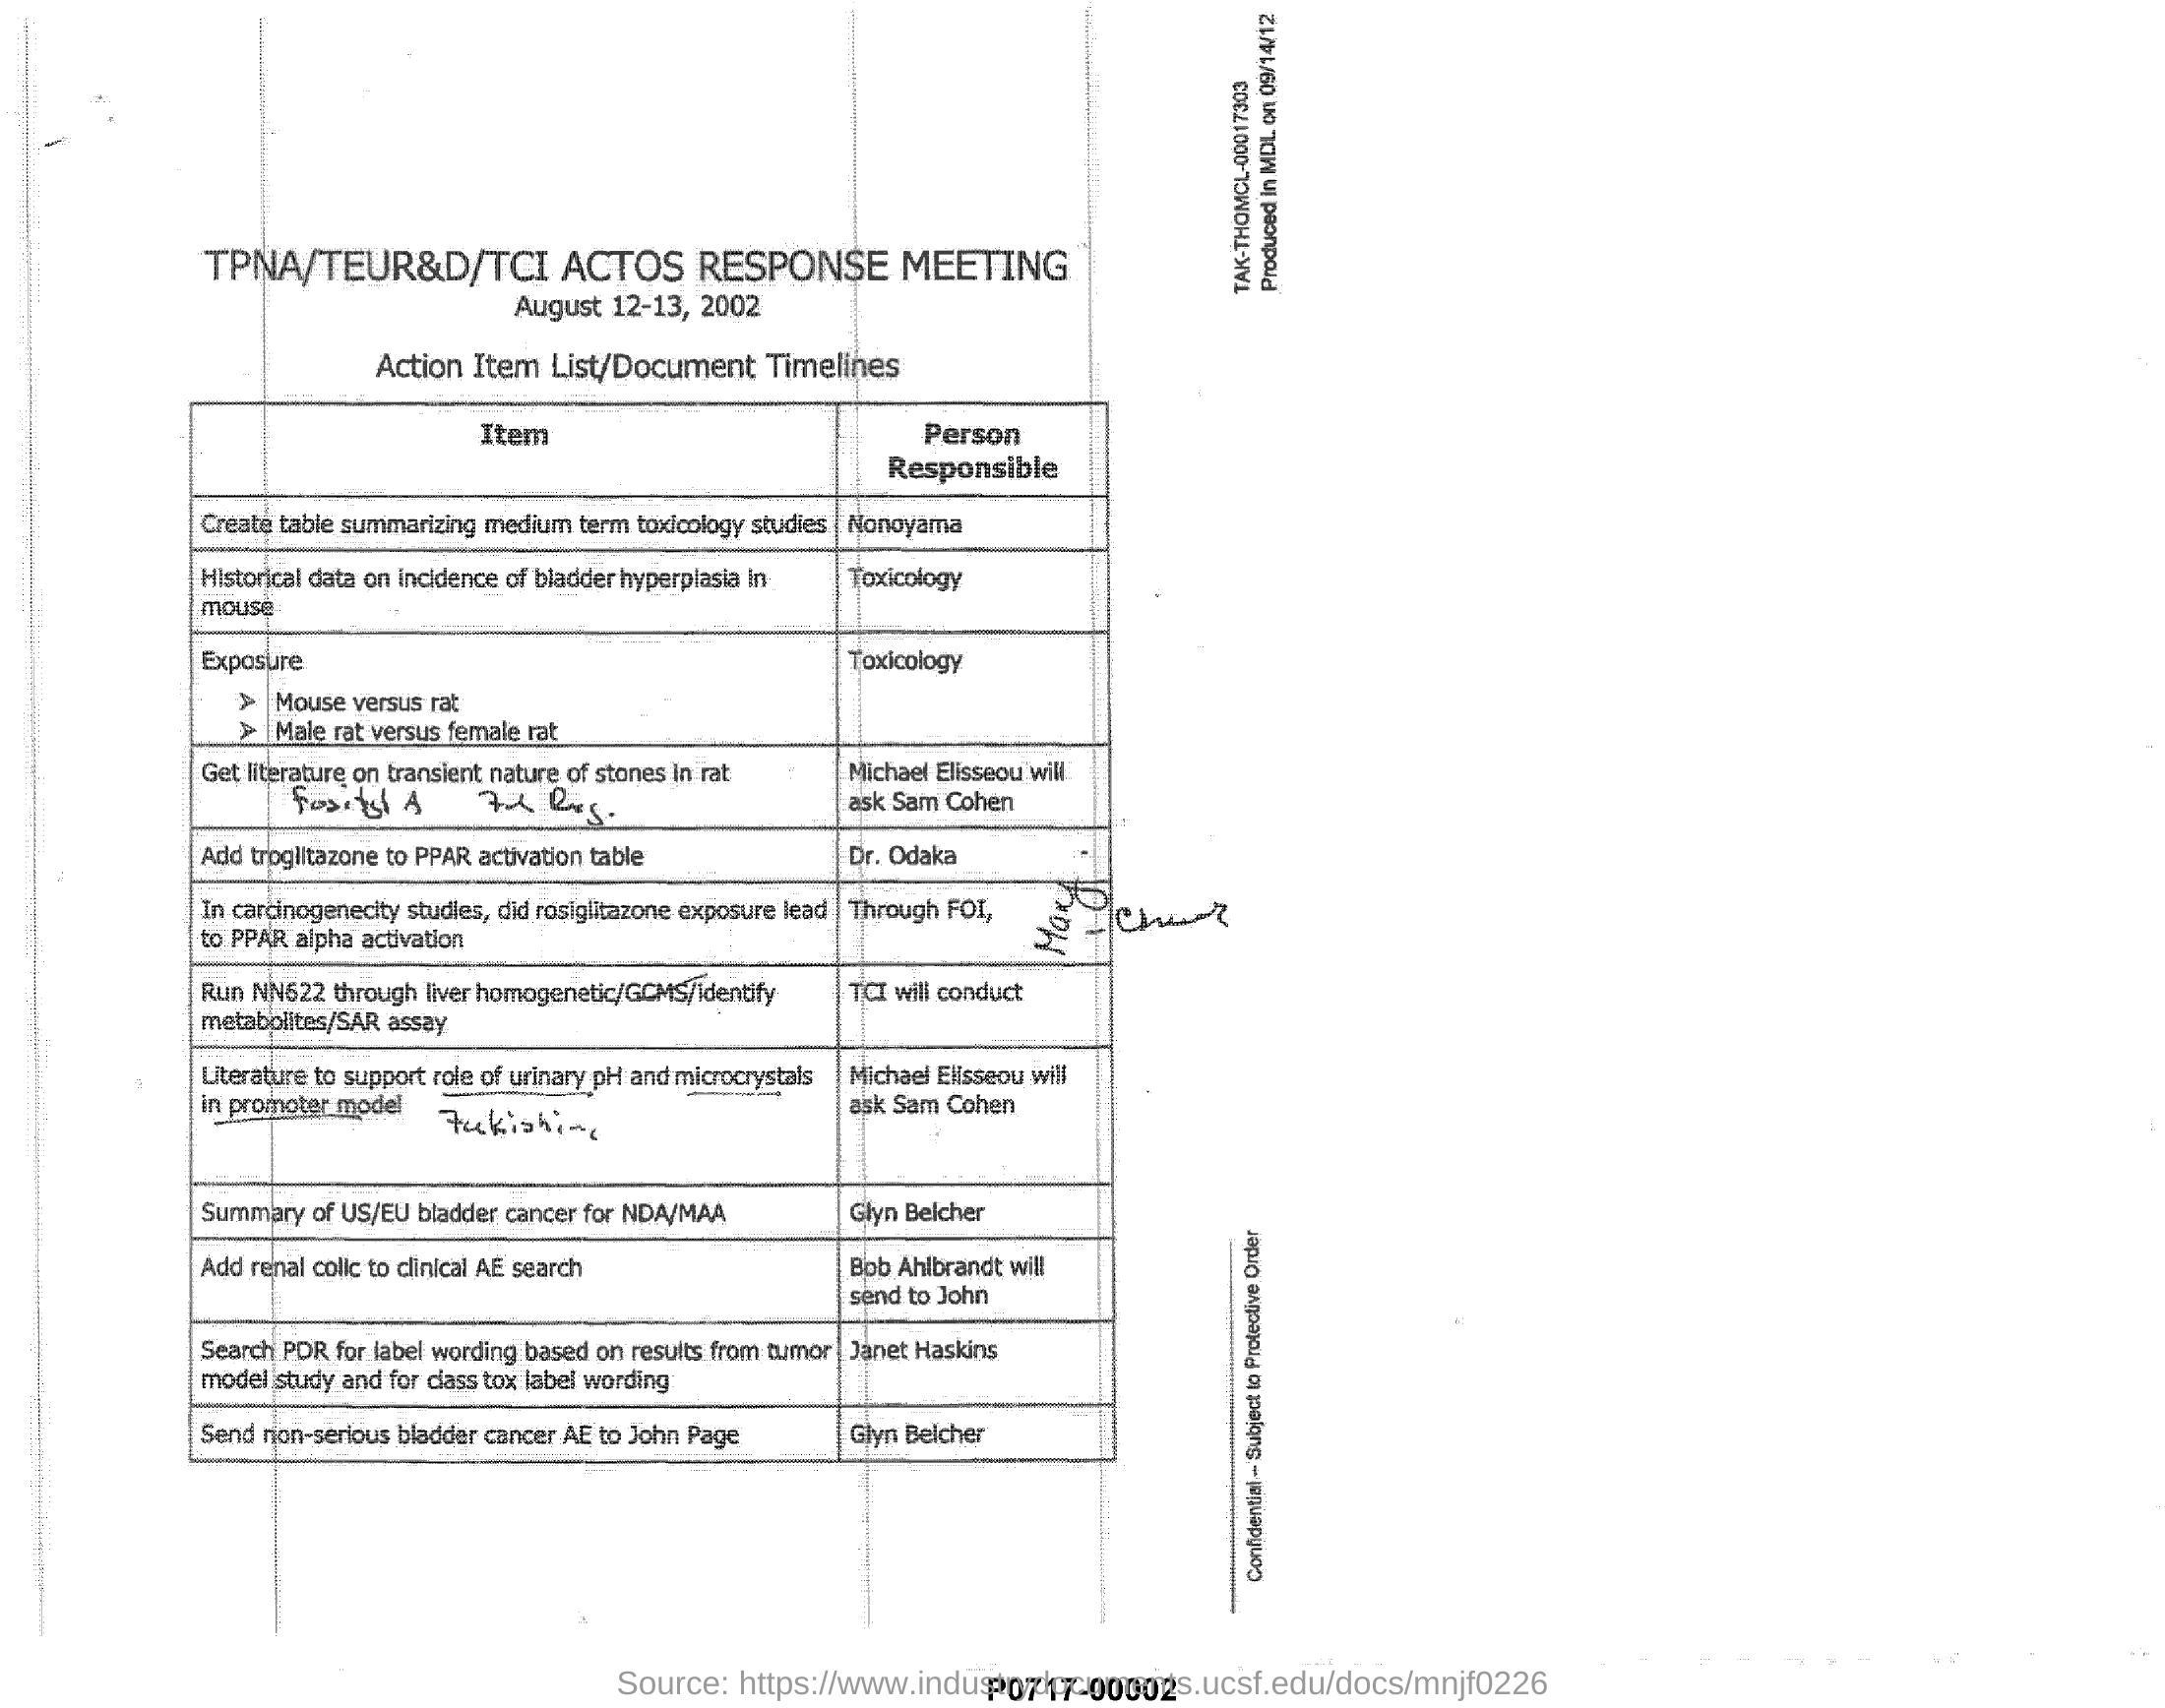 TAK-THOMCL-00017303
Produced in MDL on 09/14/12
TPNA/TEUR&D/TCI ACTOS RESPONSE MEETING
August 12-13, 2002
Action Item List/Document Timelines
Item
Person
Responsible
Create table summarizing medium term toxicology studies
Nonoyama
Historical data on incidence of bladder hyperplasia in
mouse
Toxicology
Exposure
➢ Mouse versus rat
➢ Male rat versus female rat
Toxicology
Get literature on transient nature of stones in rat
Michael Elisseou will
ask Sam Cohen
Add troglitazone to PPAR activation table
Dr. Odaka
In carcinogenecity studies, did rosiglitazone exposure lead
to PPAR alpha activation
Through FOI,
Run NN622 through liver homogenetic/GCMS/identify
metabolites/SAR assay
TCI will conduct
Literature to support role of urinary pH and microcrystals
in promoter model
Michael Elisseou will
ask Sam Cohen
Summary of US/EU bladder cancer for NDA/MAA
Glyn Belcher
Add renal colic to clinical AE search
Bob Ahlbrandt will
send to John
Search PDR for label wording based on results from tumor
model study and for class tox label wording
Janet Haskins
Send non-serious bladder cancer AE to John Page
Glyn Belcher
Confidential – Subject to Protective Order
Source: https://www.industrydocuments.ucsf.edu/docs/mnjf0226
P0717-00002